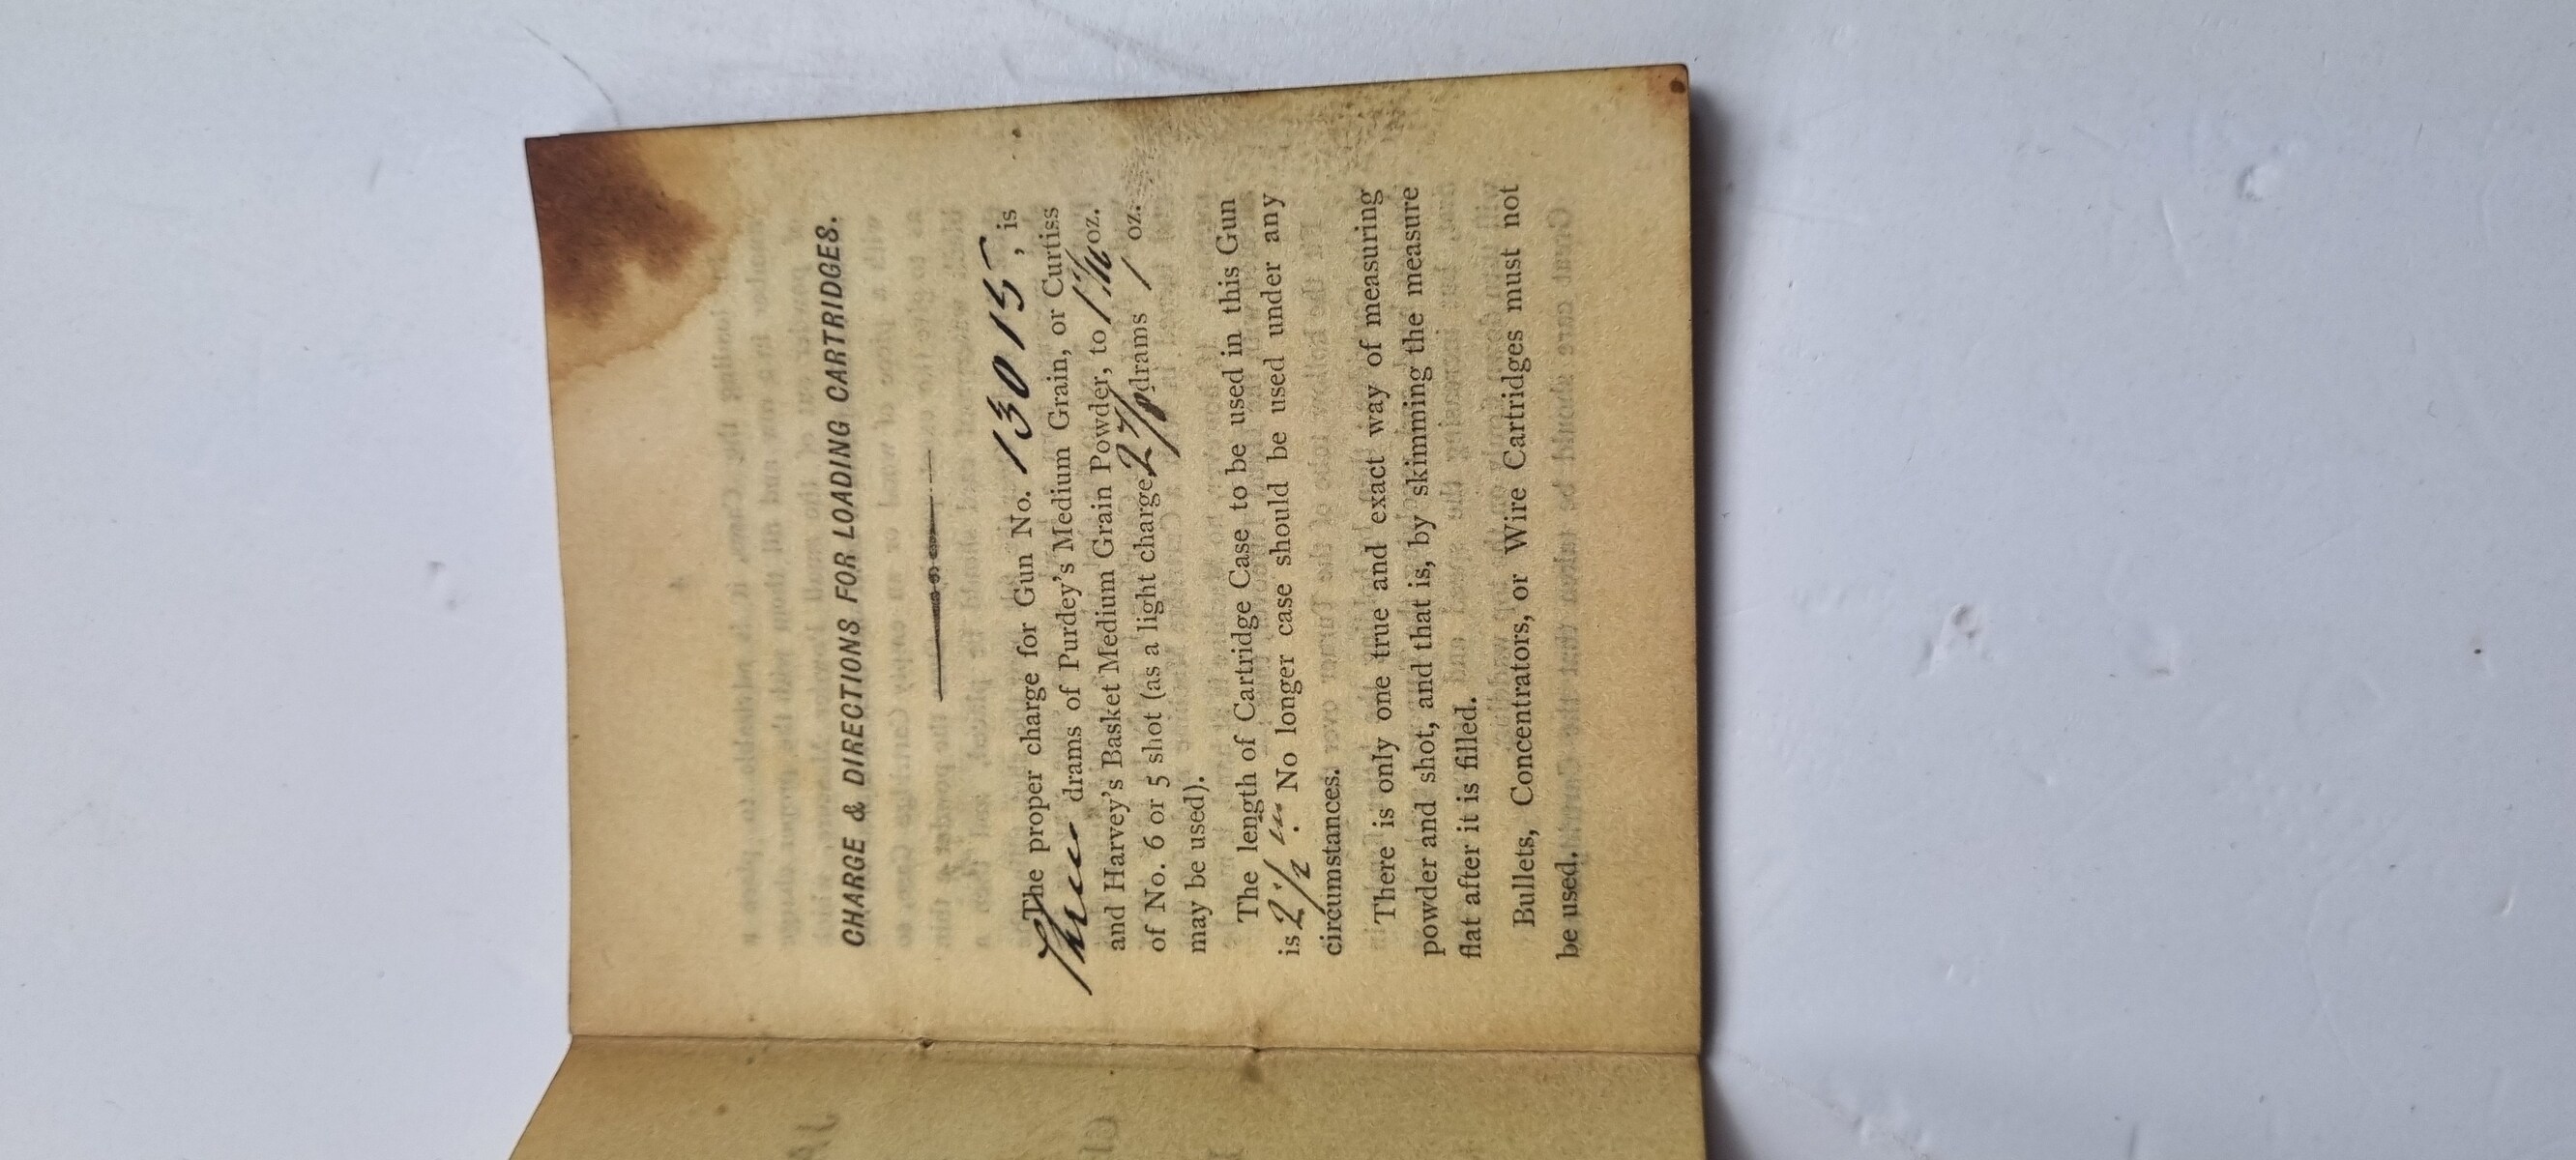 CHARGE & DIRECTIONS FOR LOADING CARTRIDGES.
The proper charge for Gun No. 13015, is
Three drams of Purdey's Medium Grain, or Curtiss
and Harvey's Basket Medium Grain Powder, to 1 1/16 oz.
of No. 6 or 5 shot (as a light charge 2 7/8 drams 1 oz.
may be used).
The length of Cartridge Case to be used in this Gun
is 2 1/2 in. No longer case should be used under any
circumstances.
There is only one true and exact way of measuring
powder and shot, and that is, by skimming the measure
flat after it is filled.
Bullets, Concentrators, or Wire Cartridges must not
be used.